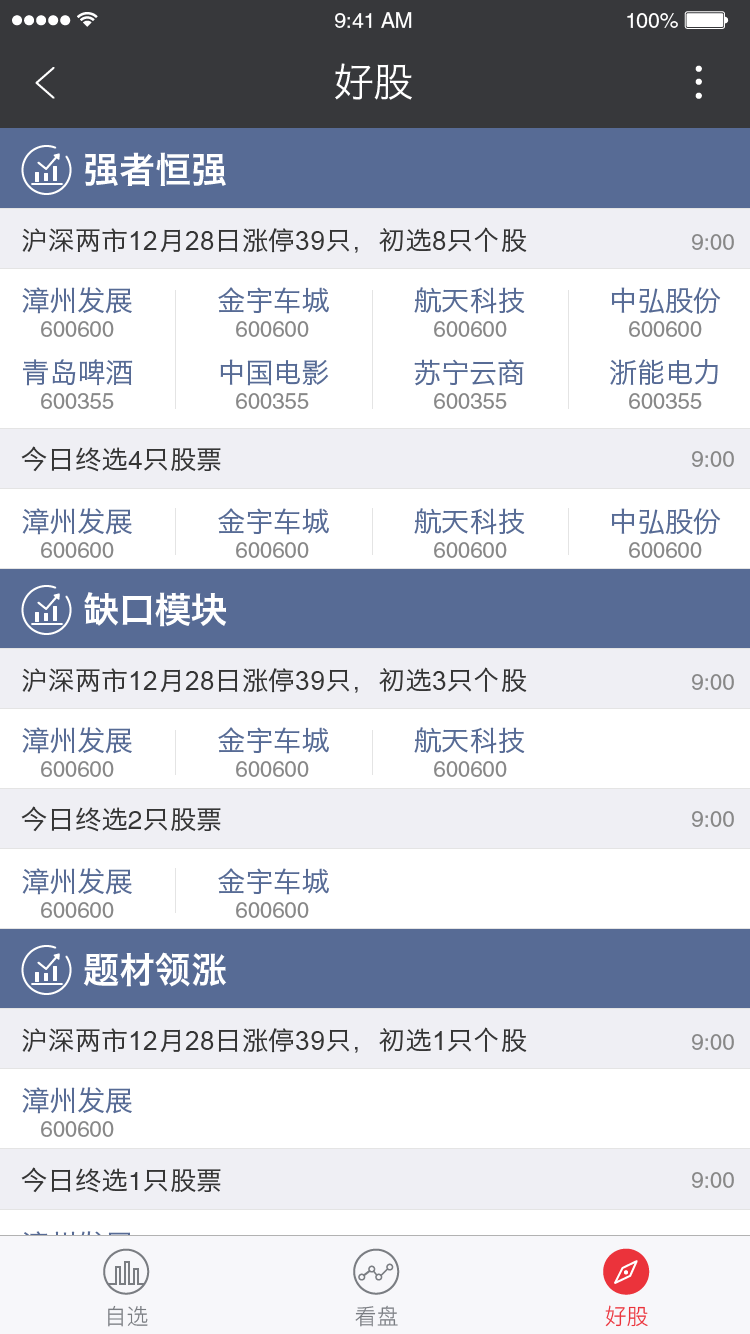 9:41 AM 100%
好股
强者恒强
沪深两市12月28日涨停39只，初选8只个股 9:00
漳州发展 金宇车城 航天科技 中弘股份
600600 600600 600600 600600
青岛啤酒 中国电影 苏宁云商 浙能电力
600355 600355 600355 600355
今日终选4只股票 9:00
漳州发展 金宇车城 航天科技 中弘股份
600600 600600 600600 600600
缺口模块
沪深两市12月28日涨停39只，初选3只个股 9:00
漳州发展 金宇车城 航天科技
600600 600600 600600
今日终选2只股票 9:00
漳州发展 金宇车城
600600 600600
题材领涨
沪深两市12月28日涨停39只，初选1只个股 9:00
漳州发展
600600
今日终选1只股票 9:00
自选 看盘 好股